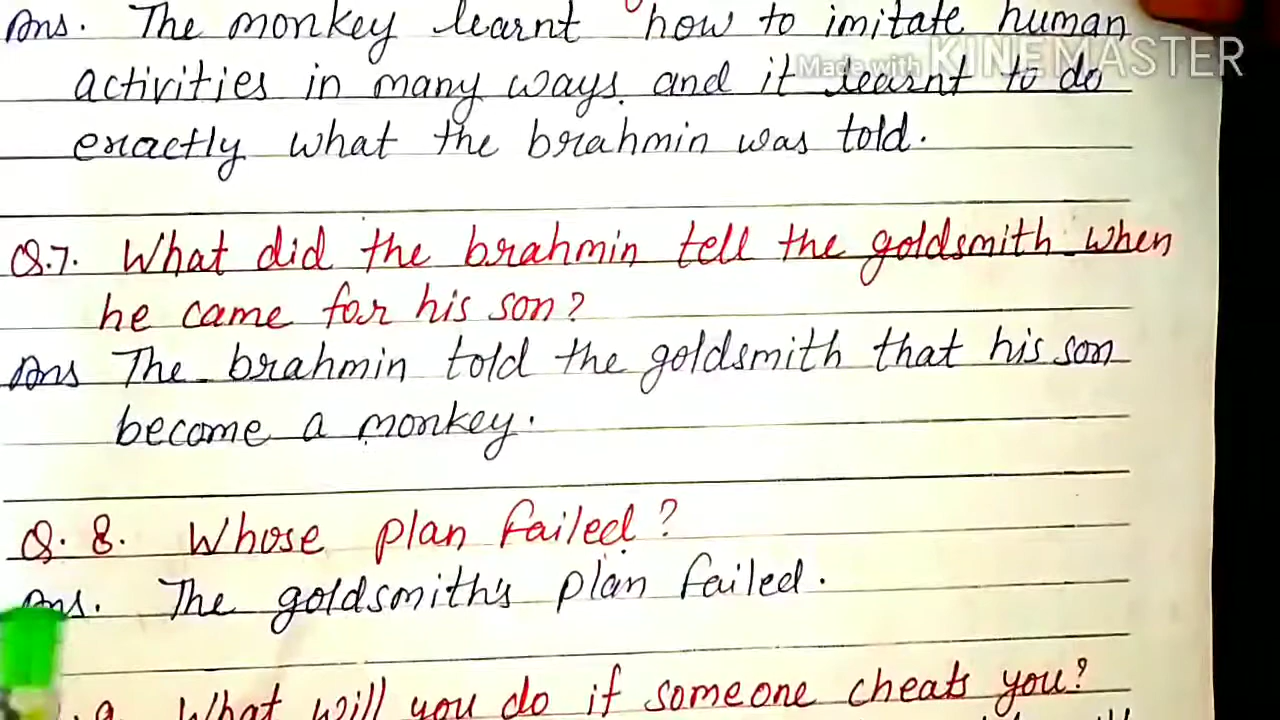 Ans. The monkey learnt how to imitate human
Made with KINEMASTER
activities in many ways and it learnt to do
exactly what the brahmin was told.
Q.7. What did the brahmin tell the goldsmith when
he came for his son?
Ans The brahmin told the goldsmith that his son
become a monkey.
Q. 8. Whose plan failed?
Ans. The goldsmith's plan failed.
.9. What will you do if someone cheats you?